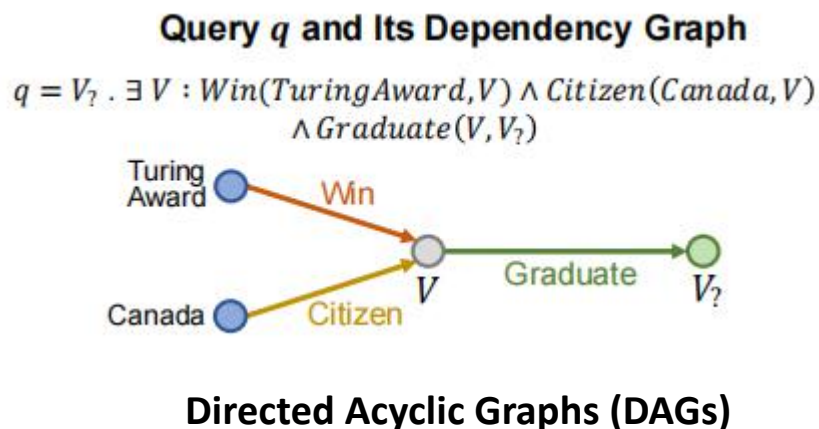 Query q and Its Dependency Graph
q = V? . ∃ V : Win(TuringAward, V) ∧ Citizen(Canada, V)
∧ Graduate(V, V?)
Turing
Award
Win
Graduate
V
V?
Canada
Citizen
Directed Acyclic Graphs (DAGs)